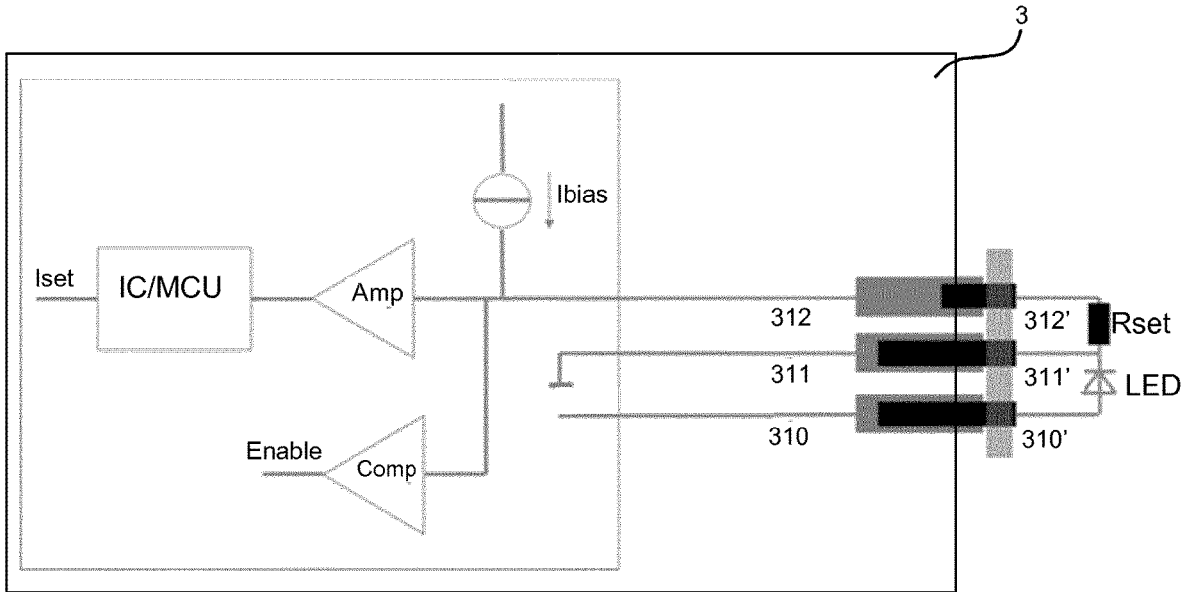 3
Ibias
Iset
IC/MCU
Amp
312
312'
Rset
311
311'
LED
310
310'
Enable
Comp